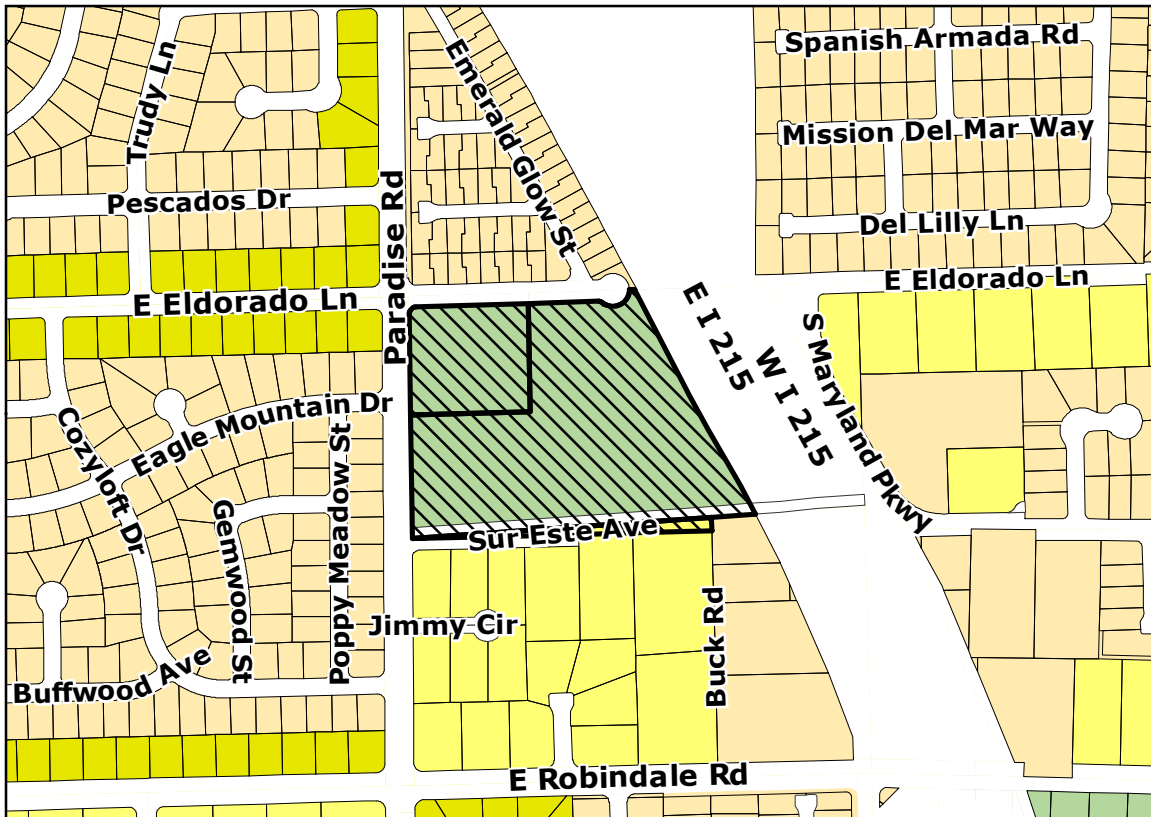 Spanish Armada Rd
Emerald Glow St
Trudy Ln
Mission Del Mar Way
Pescados Dr
Del Lilly Ln
Paradise Rd
E Eldorado Ln
E Eldorado Ln
E I 215
W I 215
S Maryland Pkwy
Eagle Mountain Dr
Cozyloft Dr
Poppy Meadow St
Gemwood St
Sur Este Ave
Jimmy Cir
Buck Rd
Buffwood Ave
E Robindale Rd